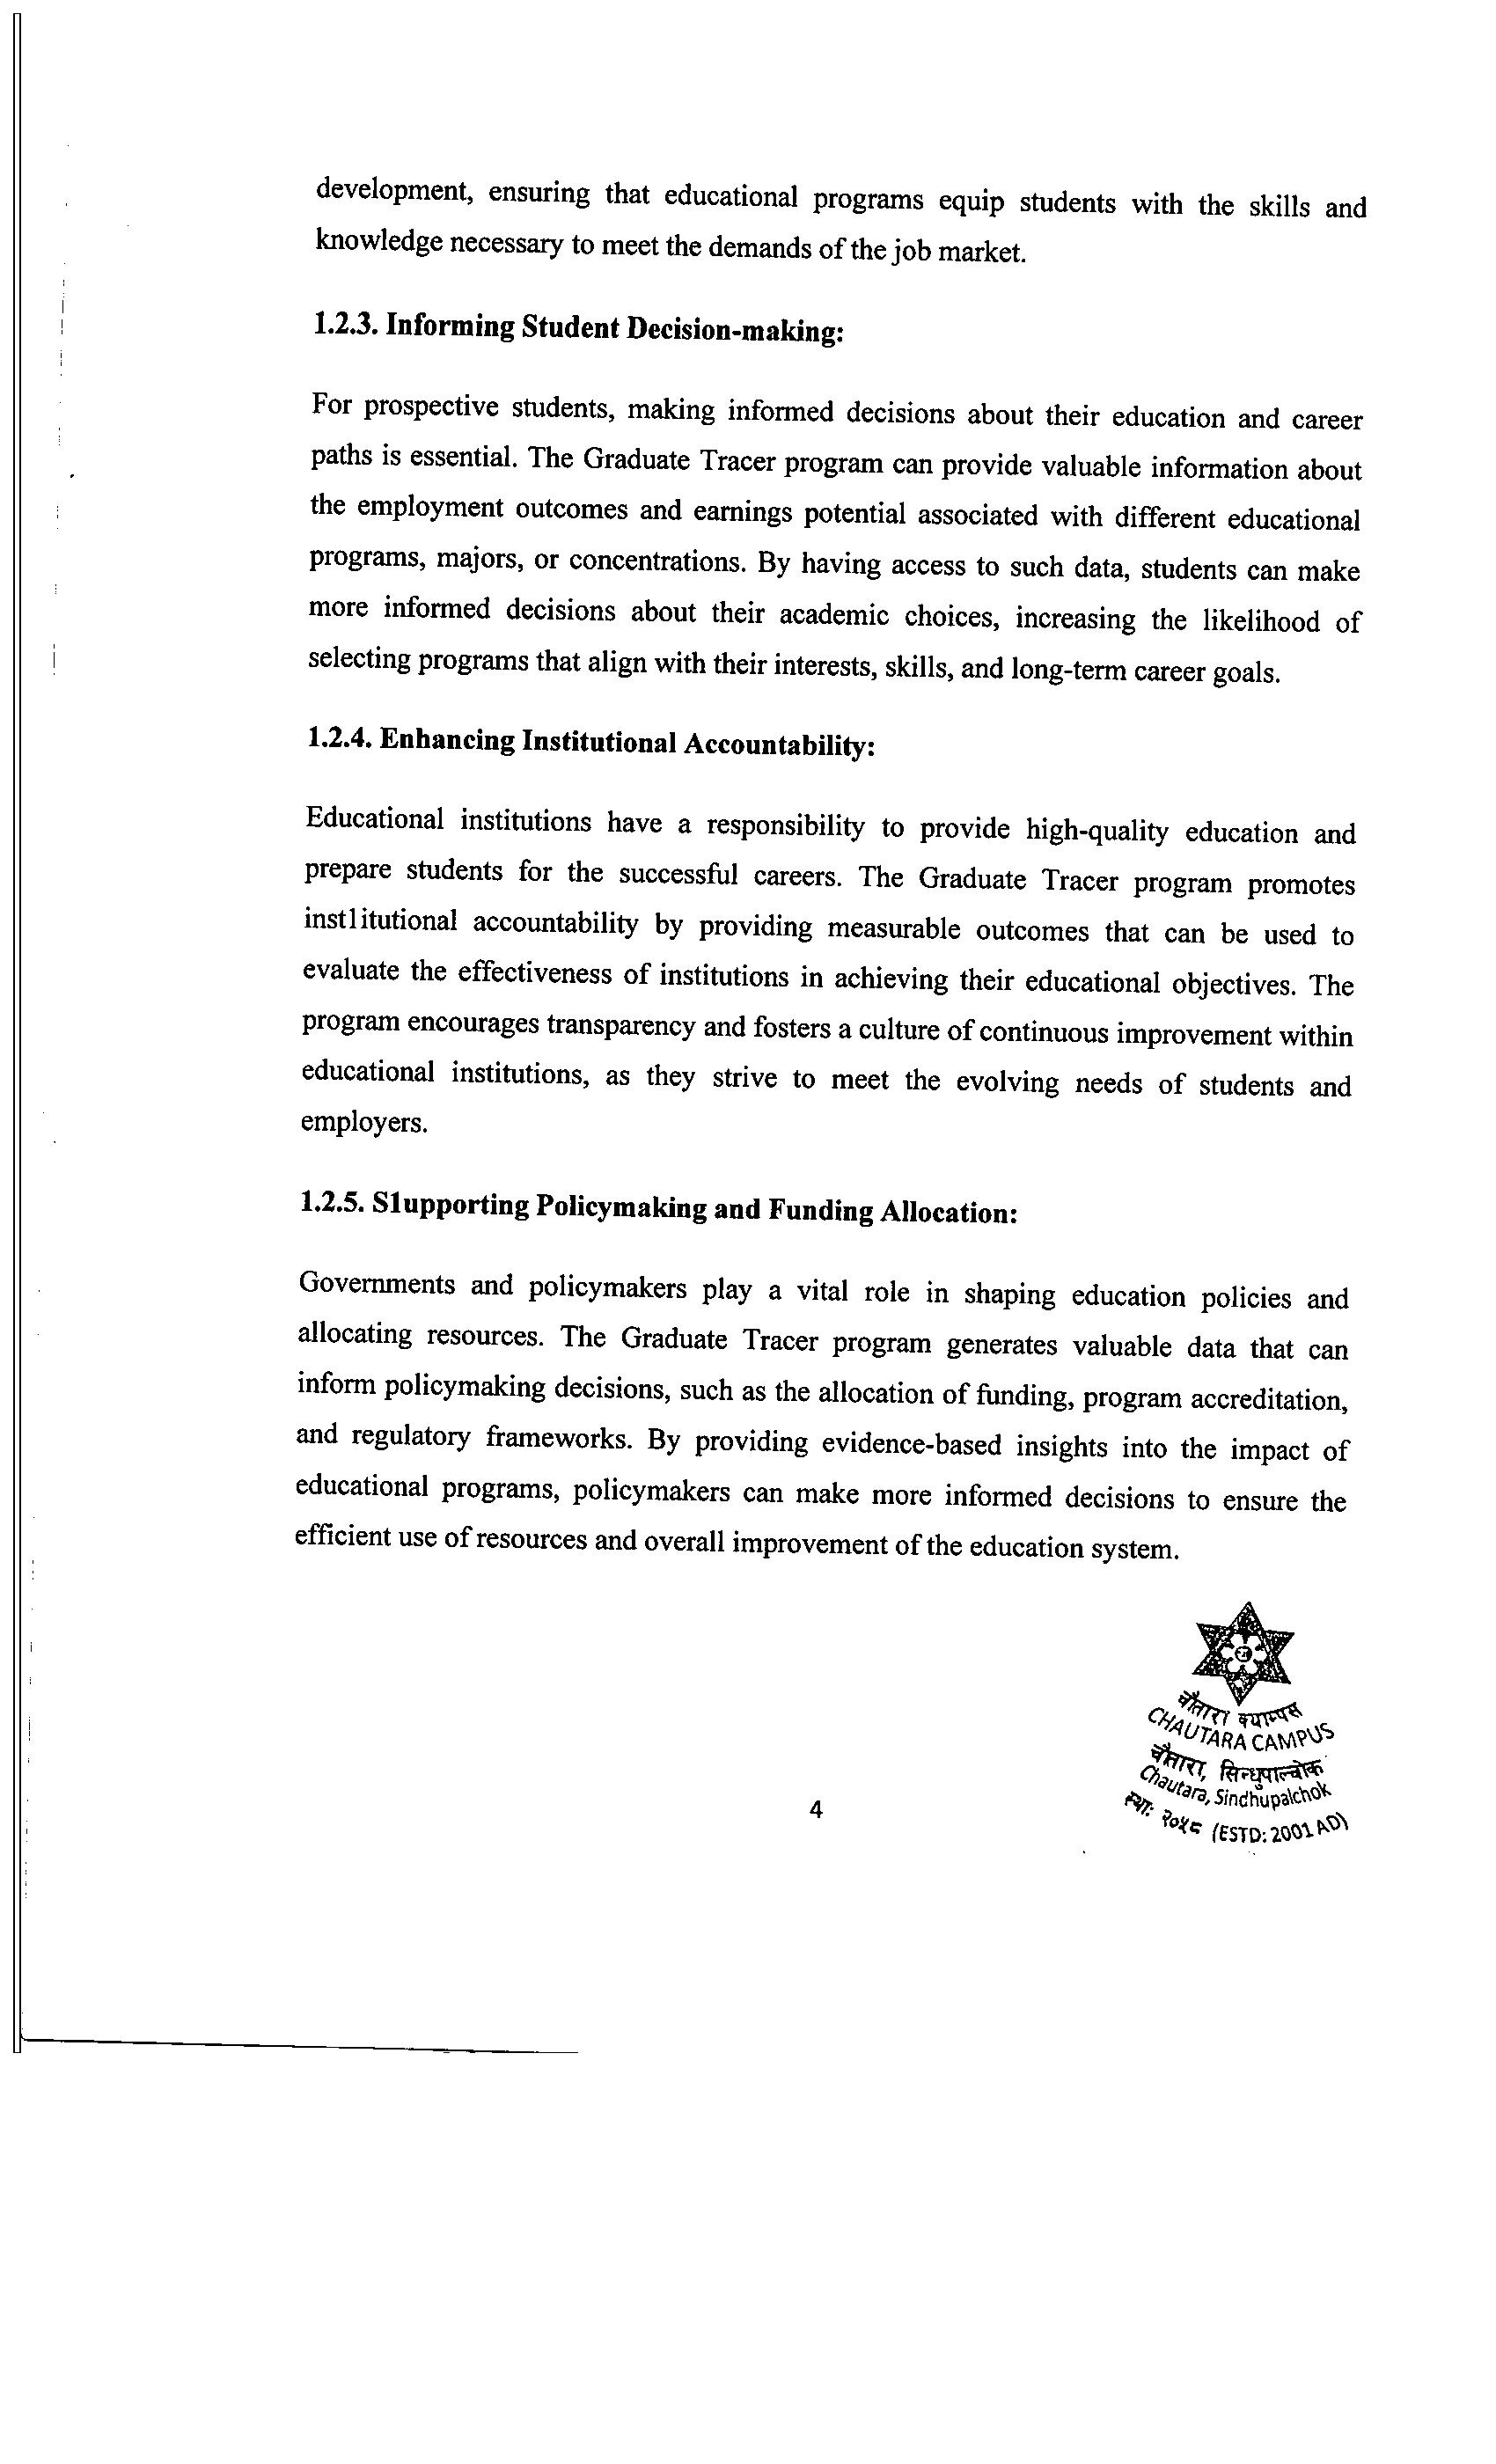 development, ensuring that educational programs equip students with the skills and
knowledge necessary to meet the demands of the job market.
1.2.3. Informing Student Decision-making:
For prospective students, making informed decisions about their education and career
paths is essential. The Graduate Tracer program can provide valuable information about
the employment outcomes and earnings potential associated with different educational
programs, majors, or concentrations. By having access to such data, students can make
more informed decisions about their academic choices, increasing the likelihood of
selecting programs that align with their interests, skills, and long-term career goals.
1.2.4. Enhancing Institutional Accountability:
Educational institutions have a responsibility to provide high-quality education and
prepare students for the successful careers. The Graduate Tracer program promotes
instlitutional accountability by providing measurable outcomes that can be used to
evaluate the effectiveness of institutions in achieving their educational objectives. The
program encourages transparency and fosters a culture of continuous improvement within
educational institutions, as they strive to meet the evolving needs of students and
employers.
1.2.5. S1upporting Policymaking and Funding Allocation:
Governments and policymakers play a vital role in shaping education policies and
allocating resources. The Graduate Tracer program generates valuable data that can
inform policymaking decisions, such as the allocation of funding, program accreditation,
and regulatory frameworks. By providing evidence-based insights into the impact of
educational programs, policymakers can make more informed decisions to ensure the
efficient use of resources and overall improvement of the education system.
चौतारा क्याम्पस
CHAUTARA CAMPUS
चौतारा, सिन्धुपाल्चोक
Chautara, Sindhupalchok
स्था: २०५८ (ESTD: 2001 AD)
4